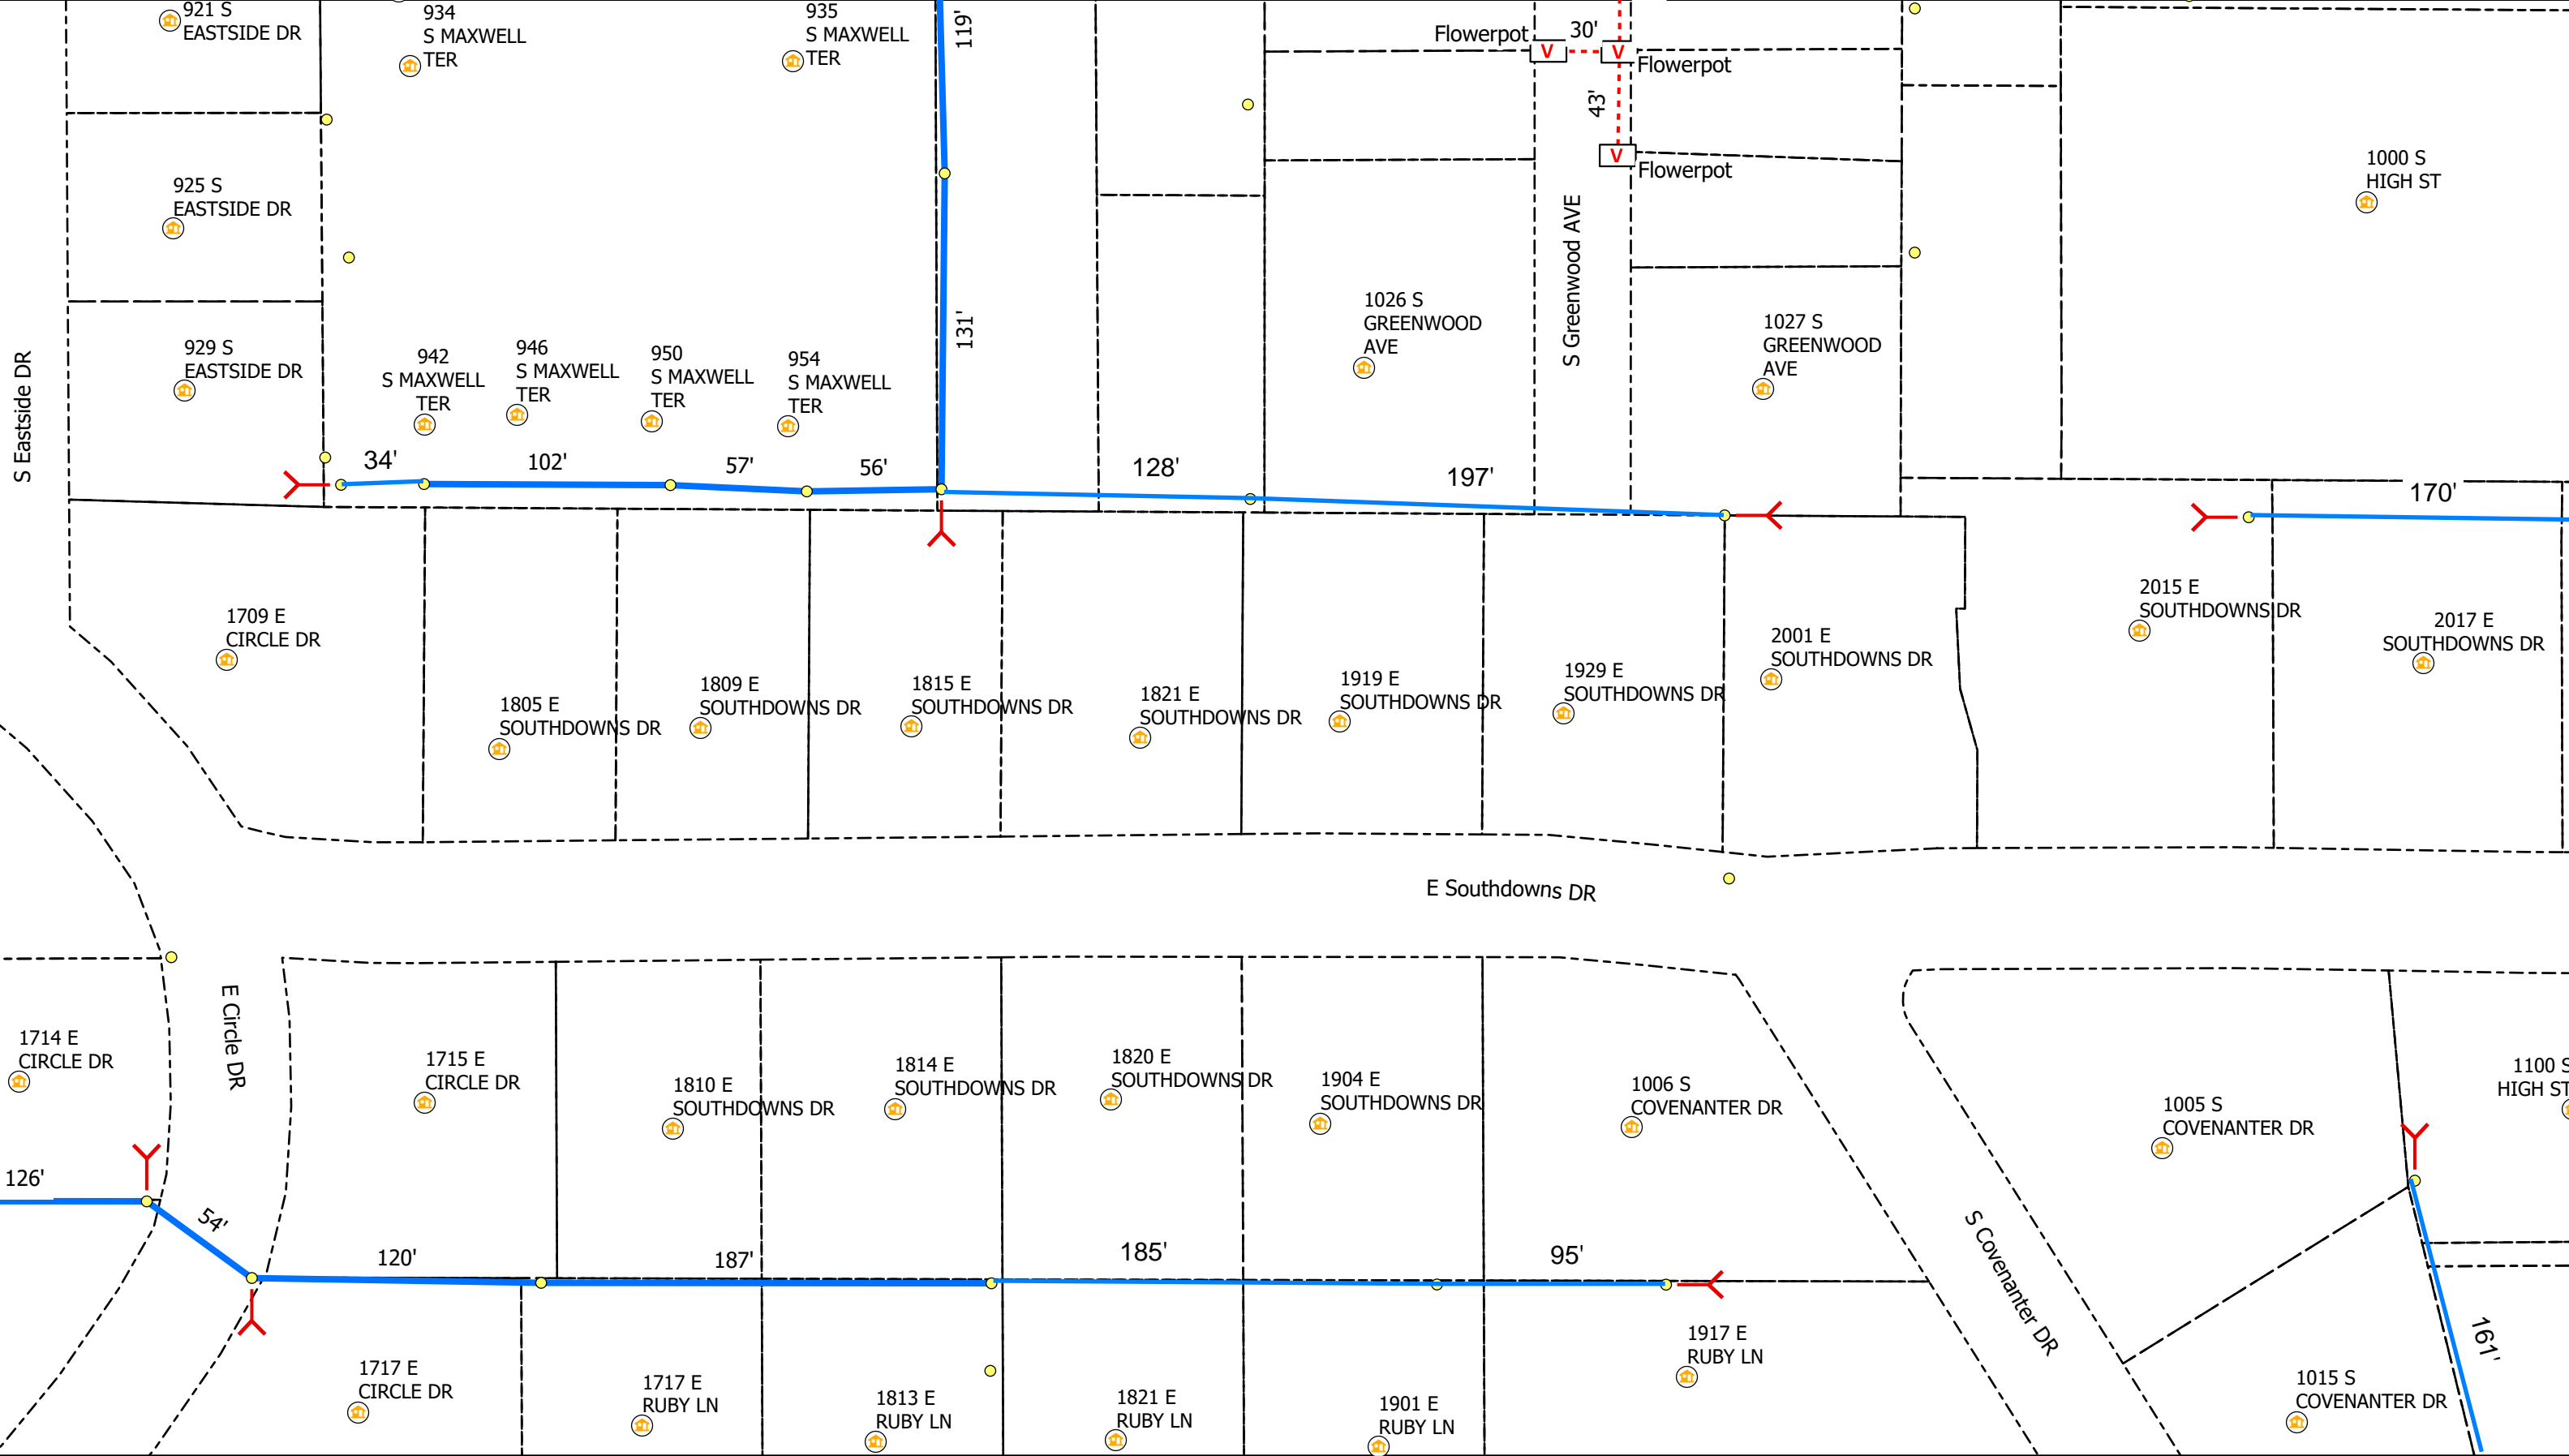 921 S
EASTSIDE DR
934
S MAXWELL
TER
935
S MAXWELL
TER
119'
Flowerpot
30'
V
V
Flowerpot
43'
V
Flowerpot
1000 S
HIGH ST
925 S
EASTSIDE DR
S Greenwood AVE
131'
1026 S
GREENWOOD
AVE
1027 S
GREENWOOD
AVE
S Eastside DR
929 S
EASTSIDE DR
942
S MAXWELL
TER
946
S MAXWELL
TER
950
S MAXWELL
TER
954
S MAXWELL
TER
34'
102'
57'
56'
128'
197'
170'
1709 E
CIRCLE DR
1805 E
SOUTHDOWNS DR
1809 E
SOUTHDOWNS DR
1815 E
SOUTHDOWNS DR
1821 E
SOUTHDOWNS DR
1919 E
SOUTHDOWNS DR
1929 E
SOUTHDOWNS DR
2001 E
SOUTHDOWNS DR
2015 E
SOUTHDOWNS DR
2017 E
SOUTHDOWNS DR
E Southdowns DR
E Circle DR
1714 E
CIRCLE DR
1715 E
CIRCLE DR
1810 E
SOUTHDOWNS DR
1814 E
SOUTHDOWNS DR
1820 E
SOUTHDOWNS DR
1904 E
SOUTHDOWNS DR
1006 S
COVENANTER DR
1005 S
COVENANTER DR
1100 S
HIGH ST
126'
54'
120'
187'
185'
95'
S Covenanter DR
161'
1717 E
CIRCLE DR
1717 E
RUBY LN
1813 E
RUBY LN
1821 E
RUBY LN
1901 E
RUBY LN
1917 E
RUBY LN
1015 S
COVENANTER DR